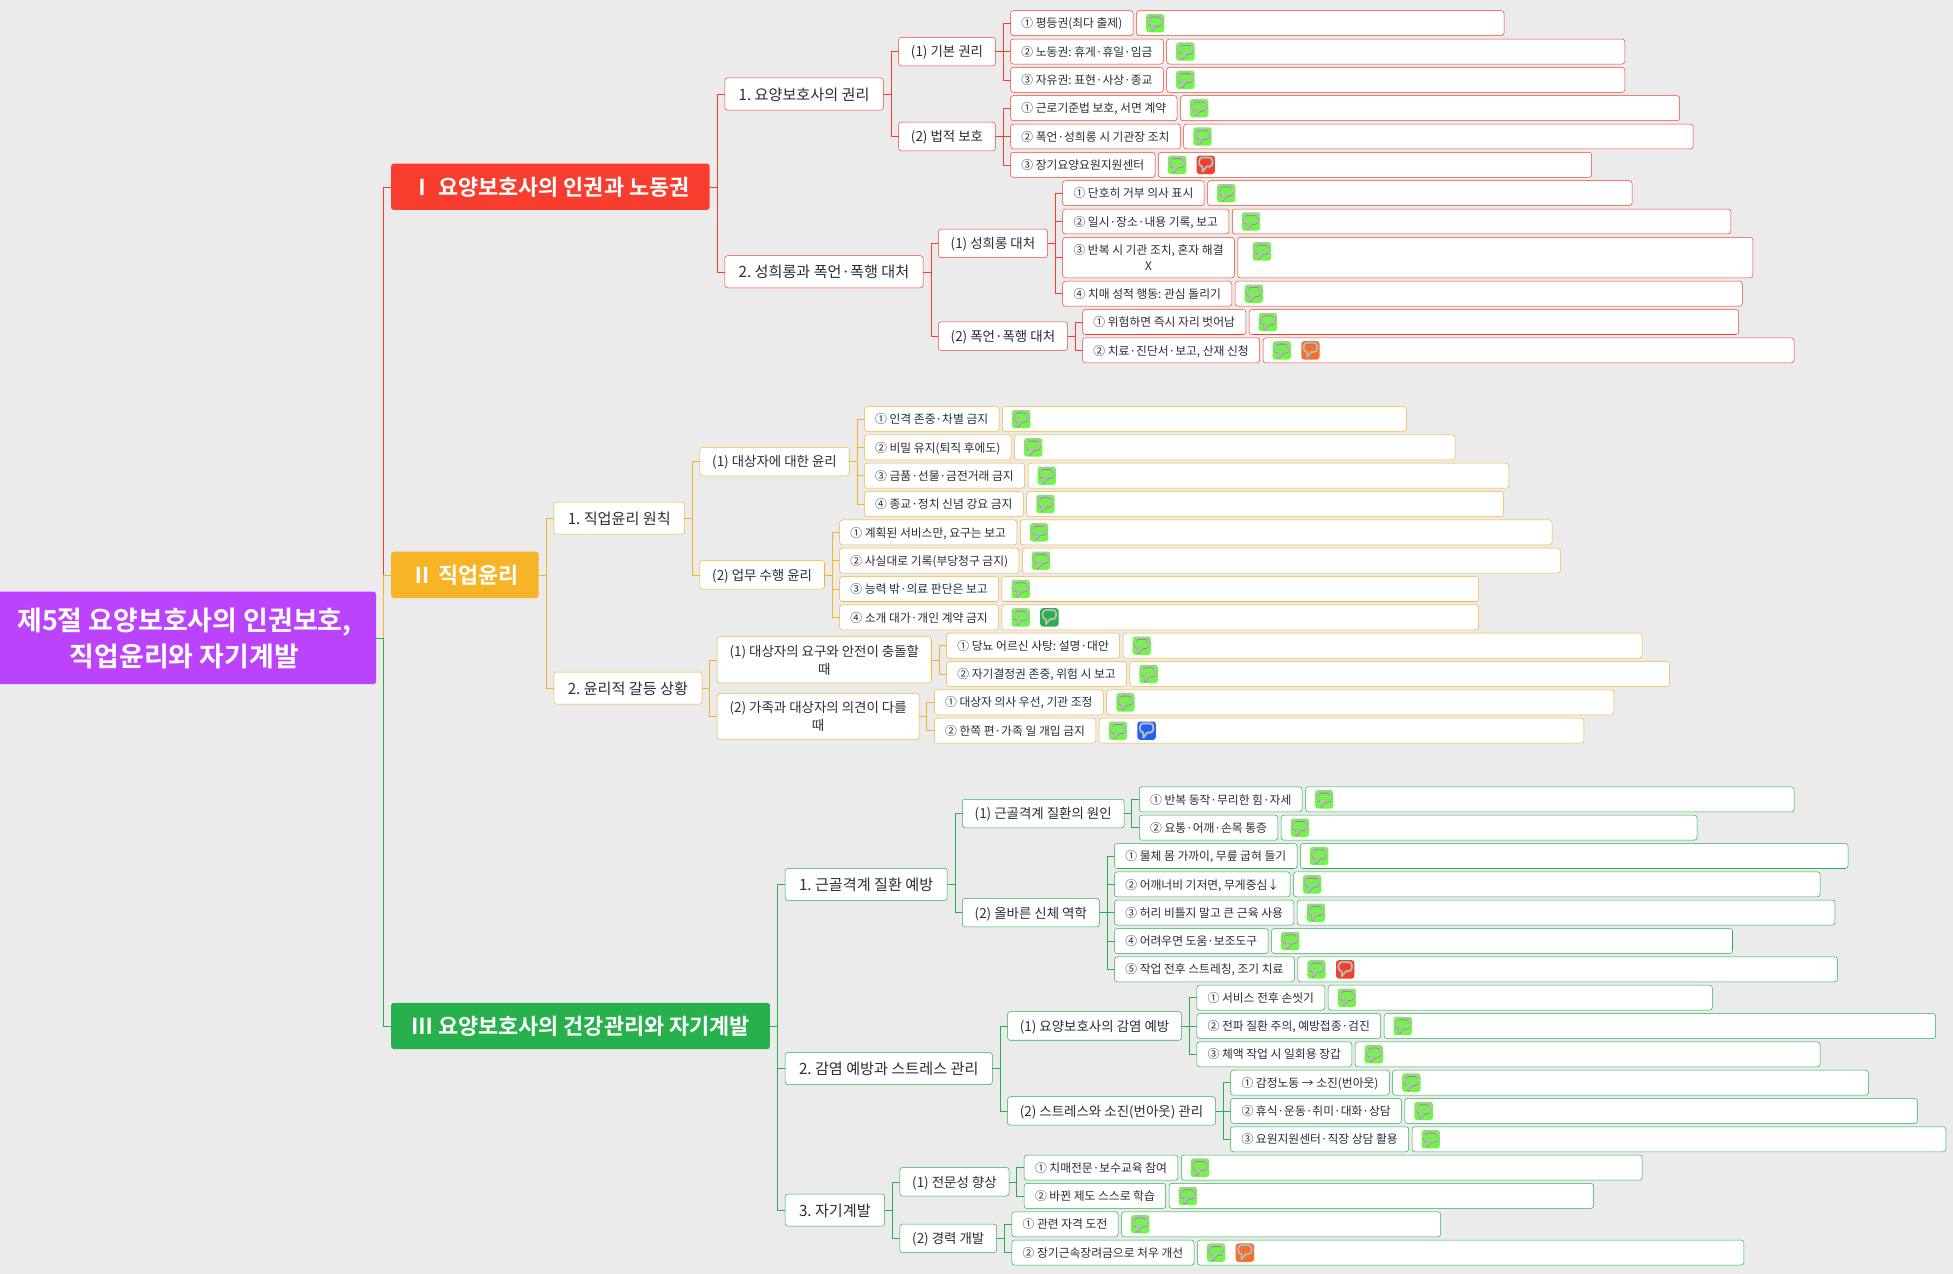 제5절 요양보호사의 인권보호,
직업윤리와 자기계발
Ⅰ 요양보호사의 인권과 노동권
1. 요양보호사의 권리
(1) 기본 권리
① 평등권(최다 출제)
② 노동권: 휴게·휴일·임금
③ 자유권: 표현·사상·종교
(2) 법적 보호
① 근로기준법 보호, 서면 계약
② 폭언·성희롱 시 기관장 조치
③ 장기요양요원지원센터
2. 성희롱과 폭언·폭행 대처
(1) 성희롱 대처
① 단호히 거부 의사 표시
② 일시·장소·내용 기록, 보고
③ 반복 시 기관 조치, 혼자 해결
X
④ 치매 성적 행동: 관심 돌리기
(2) 폭언·폭행 대처
① 위험하면 즉시 자리 벗어남
② 치료·진단서·보고, 산재 신청
Ⅱ 직업윤리
1. 직업윤리 원칙
(1) 대상자에 대한 윤리
① 인격 존중·차별 금지
② 비밀 유지(퇴직 후에도)
③ 금품·선물·금전거래 금지
④ 종교·정치 신념 강요 금지
(2) 업무 수행 윤리
① 계획된 서비스만, 요구는 보고
② 사실대로 기록(부당청구 금지)
③ 능력 밖·의료 판단은 보고
④ 소개 대가·개인 계약 금지
2. 윤리적 갈등 상황
(1) 대상자의 요구와 안전이 충돌할
때
① 당뇨 어르신 사탕: 설명·대안
② 자기결정권 존중, 위험 시 보고
(2) 가족과 대상자의 의견이 다를
때
① 대상자 의사 우선, 기관 조정
② 한쪽 편·가족 일 개입 금지
Ⅲ 요양보호사의 건강관리와 자기계발
1. 근골격계 질환 예방
(1) 근골격계 질환의 원인
① 반복 동작·무리한 힘·자세
② 요통·어깨·손목 통증
(2) 올바른 신체 역학
① 물체 몸 가까이, 무릎 굽혀 들기
② 어깨너비 기저면, 무게중심↓
③ 허리 비틀지 말고 큰 근육 사용
④ 어려우면 도움·보조도구
⑤ 작업 전후 스트레칭, 조기 치료
2. 감염 예방과 스트레스 관리
(1) 요양보호사의 감염 예방
① 서비스 전후 손씻기
② 전파 질환 주의, 예방접종·검진
③ 체액 작업 시 일회용 장갑
(2) 스트레스와 소진(번아웃) 관리
① 감정노동 → 소진(번아웃)
② 휴식·운동·취미·대화·상담
③ 요원지원센터·직장 상담 활용
3. 자기계발
(1) 전문성 향상
① 치매전문·보수교육 참여
② 바뀐 제도 스스로 학습
(2) 경력 개발
① 관련 자격 도전
② 장기근속장려금으로 처우 개선